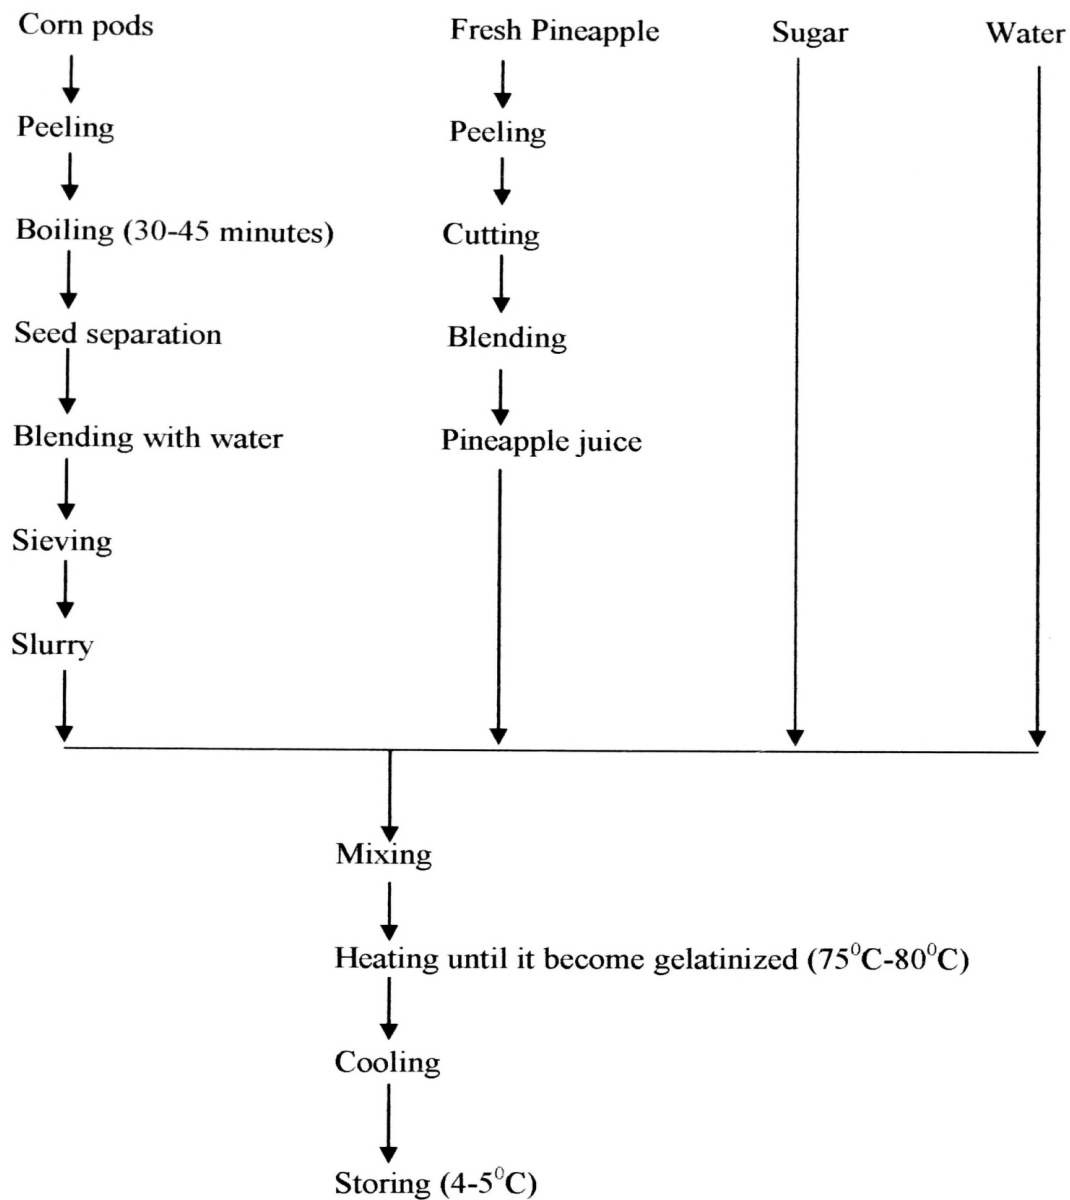 Corn pods
Fresh Pineapple
Sugar
Water
Peeling
Peeling
Boiling (30-45 minutes)
Cutting
Seed separation
Blending
Blending with water
Pineapple juice
Sieving
Slurry
Mixing
Heating until it become gelatinized (75⁰C-80⁰C)
Cooling
Storing (4-5⁰C)